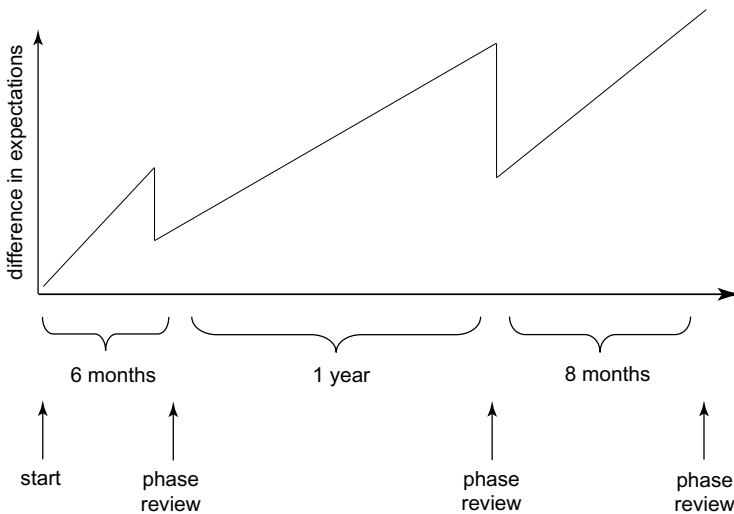 difference in expectations
6 months
1 year
8 months
start
phase
review
phase
review
phase
review